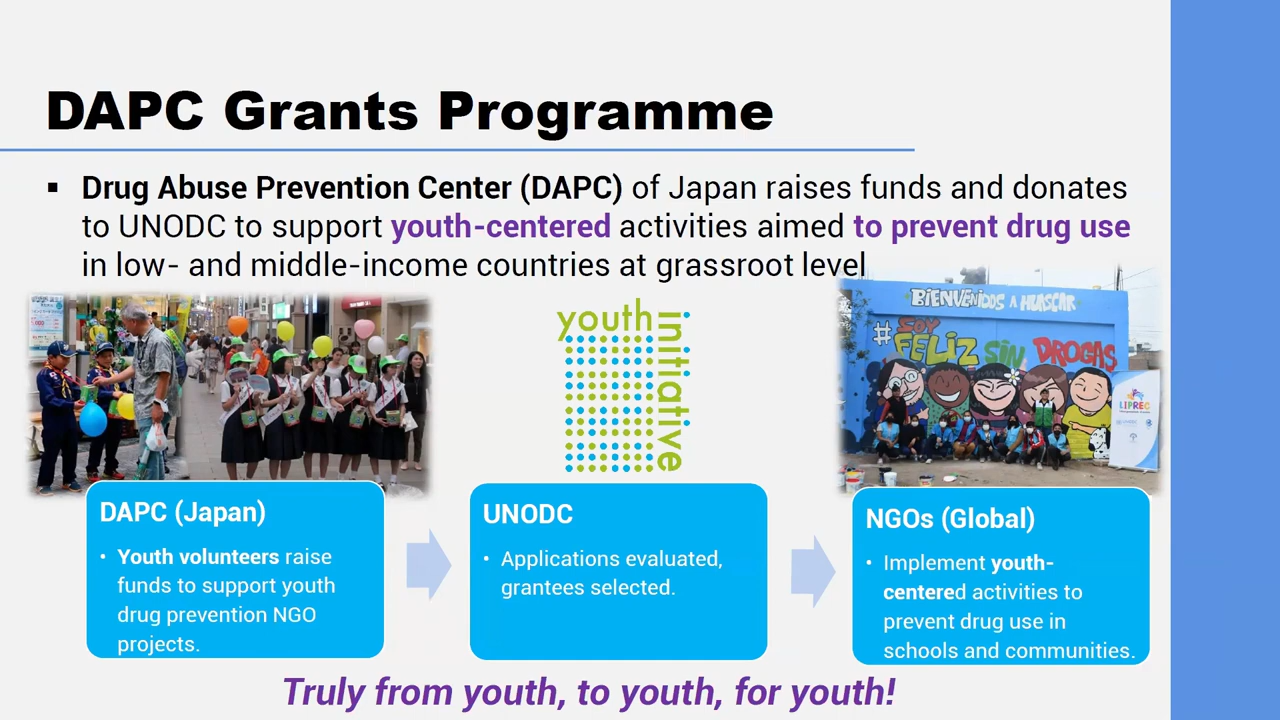 DAPC Grants Programme
▪ Drug Abuse Prevention Center (DAPC) of Japan raises funds and donates
to UNODC to support youth-centered activities aimed to prevent drug use
in low- and middle-income countries at grassroot level
youth
initiative
BiENVENiDOS A HUASCAR
#SOY
FELiZ SiN DROGAS
LIPREC
DAPC (Japan)
• Youth volunteers raise
funds to support youth
drug prevention NGO
projects.
UNODC
• Applications evaluated,
grantees selected.
NGOs (Global)
• Implement youth-
centered activities to
prevent drug use in
schools and communities.
Truly from youth, to youth, for youth!